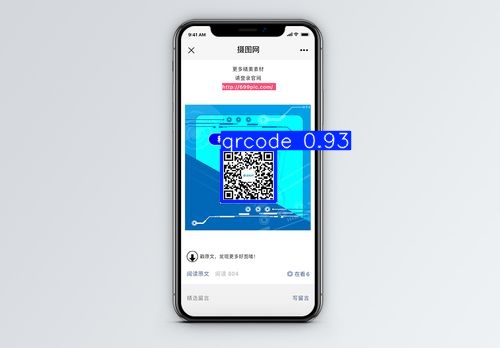 9:41 AM
摄图网
更多精美素材
请登录官网
http://699pic.com/
qrcode 0.93
戳原文，发现更多好图哦！
阅读原文
阅读 804
在看6
精选留言
写留言